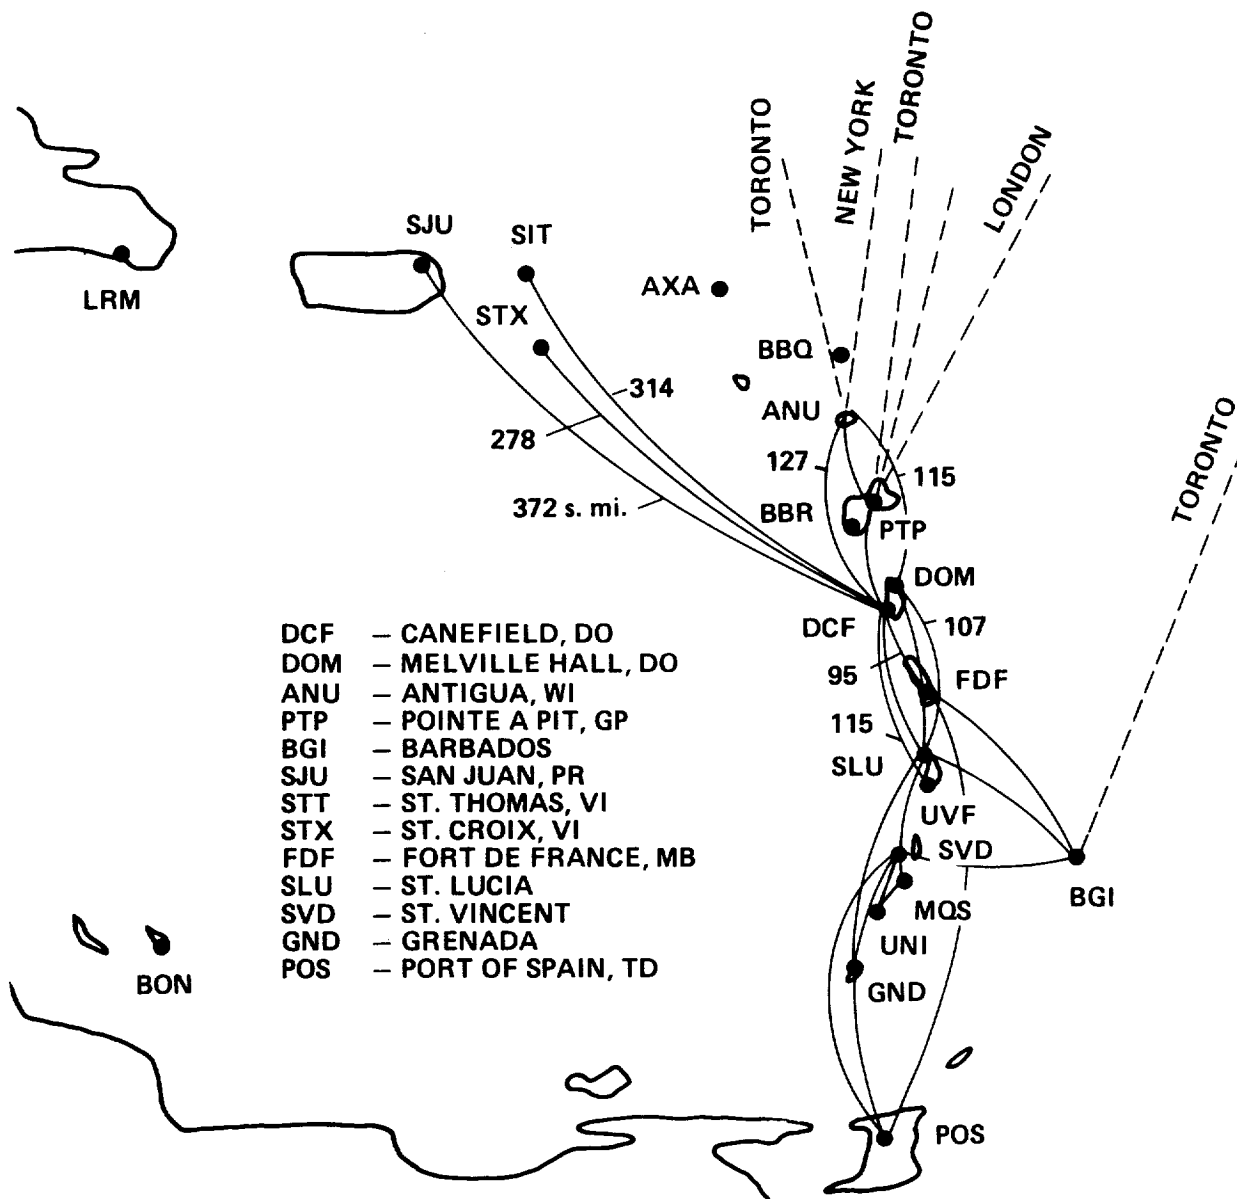 TORONTO
NEW YORK
TORONTO
LONDON
SJU
SIT
LRM
STX
AXA
BBQ
314
ANU
278
127
115
TORONTO
372 s. mi.
BBR
PTP
DOM
DCF
107
95
FDF
115
SLU
UVF
SVD
BGI
MQS
UNI
GND
BON
POS
DCF – CANEFIELD, DO
DOM – MELVILLE HALL, DO
ANU – ANTIGUA, WI
PTP – POINTE A PIT, GP
BGI – BARBADOS
SJU – SAN JUAN, PR
STT – ST. THOMAS, VI
STX – ST. CROIX, VI
FDF – FORT DE FRANCE, MB
SLU – ST. LUCIA
SVD – ST. VINCENT
GND – GRENADA
POS – PORT OF SPAIN, TD